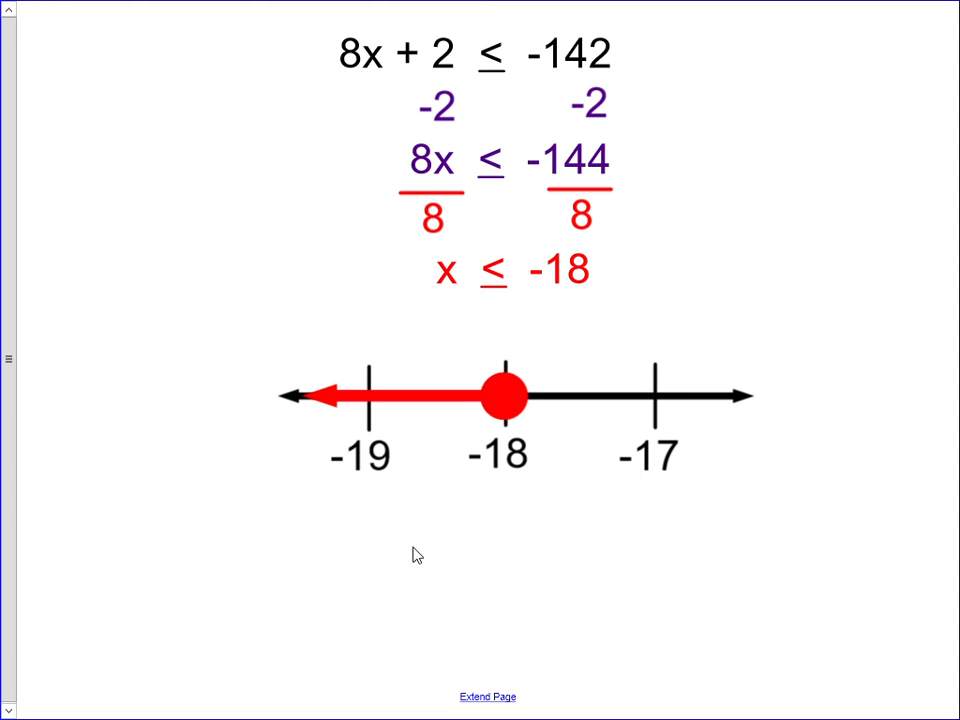 8x + 2 ≤ -142
-2 -2
8x ≤ -144
8 8
x ≤ -18
-19 -18 -17
Extend Page